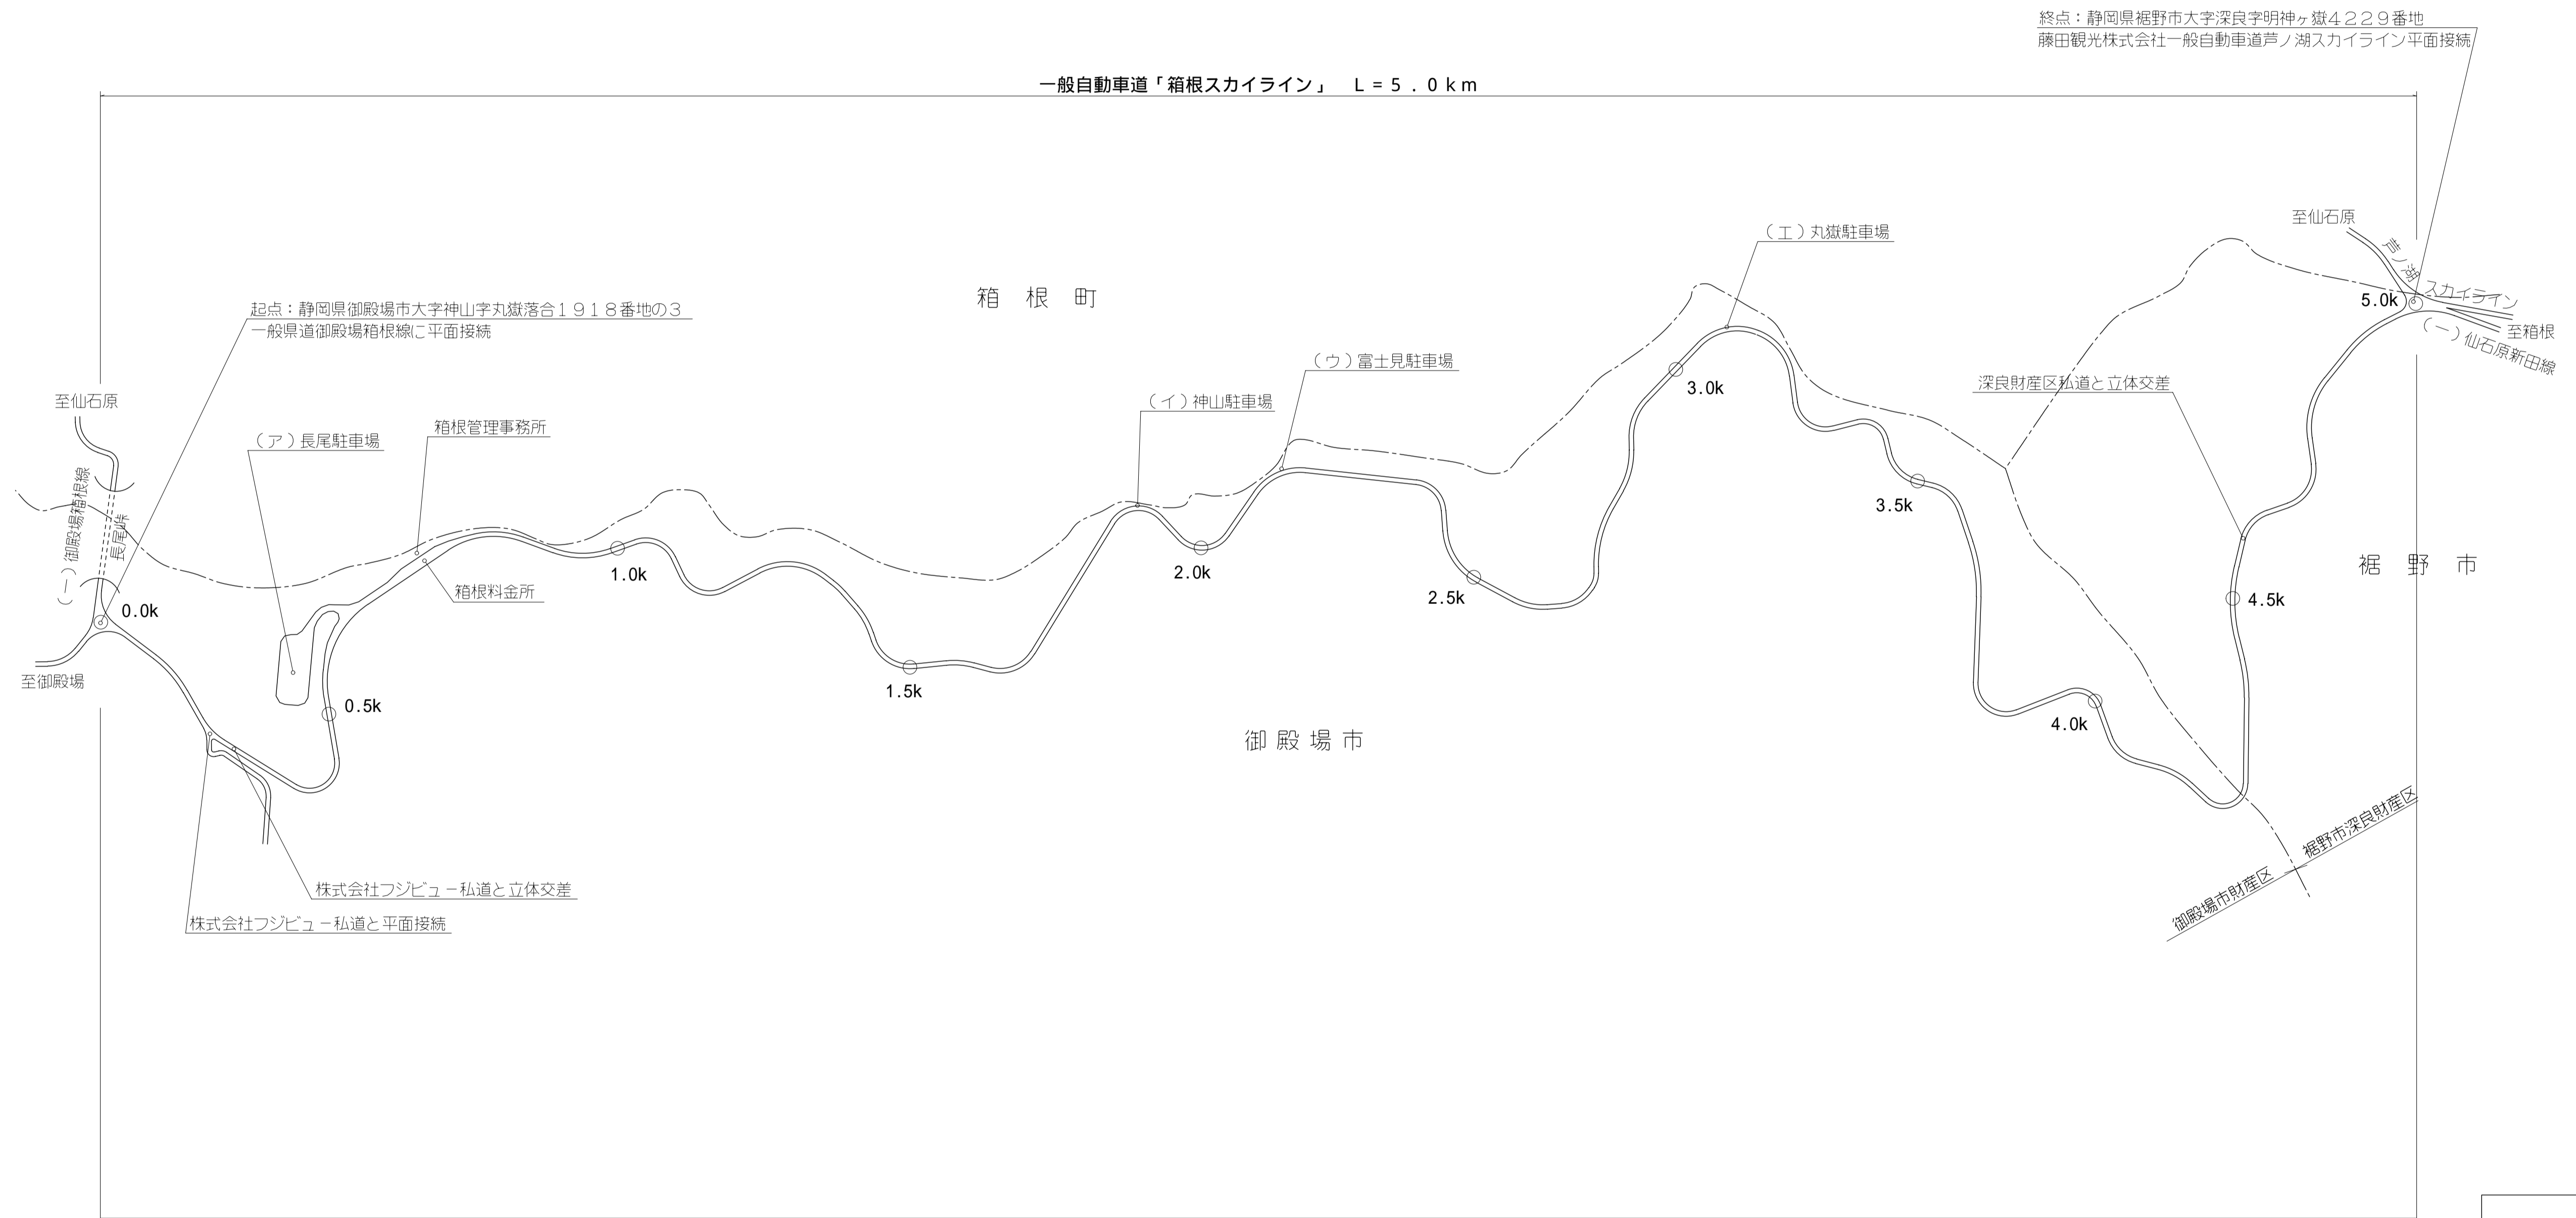 終点：静岡県裾野市大字深良字明神ヶ嶽４２２９番地
藤田観光株式会社一般自動車道芦ノ湖スカイライン平面接続
一般自動車道「箱根スカイライン」　Ｌ＝５．０ｋｍ
至仙石原
芦ノ湖
スカイライン
5.0k
至箱根
(一)仙石原新田線
（エ）丸嶽駐車場
箱根町
起点：静岡県御殿場市大字神山字丸嶽落合１９１８番地の３
一般県道御殿場箱根線に平面接続
（ウ）富士見駐車場
3.0k
深良財産区私道と立体交差
至仙石原
（イ）神山駐車場
箱根管理事務所
（ア）長尾駐車場
(一)御殿場箱根線
長尾峠
3.5k
裾野市
1.0k
2.0k
箱根料金所
2.5k
4.5k
0.0k
至御殿場
1.5k
0.5k
4.0k
御殿場市
裾野市深良財産区
御殿場市財産区
株式会社フジビュー私道と立体交差
株式会社フジビュー私道と平面接続